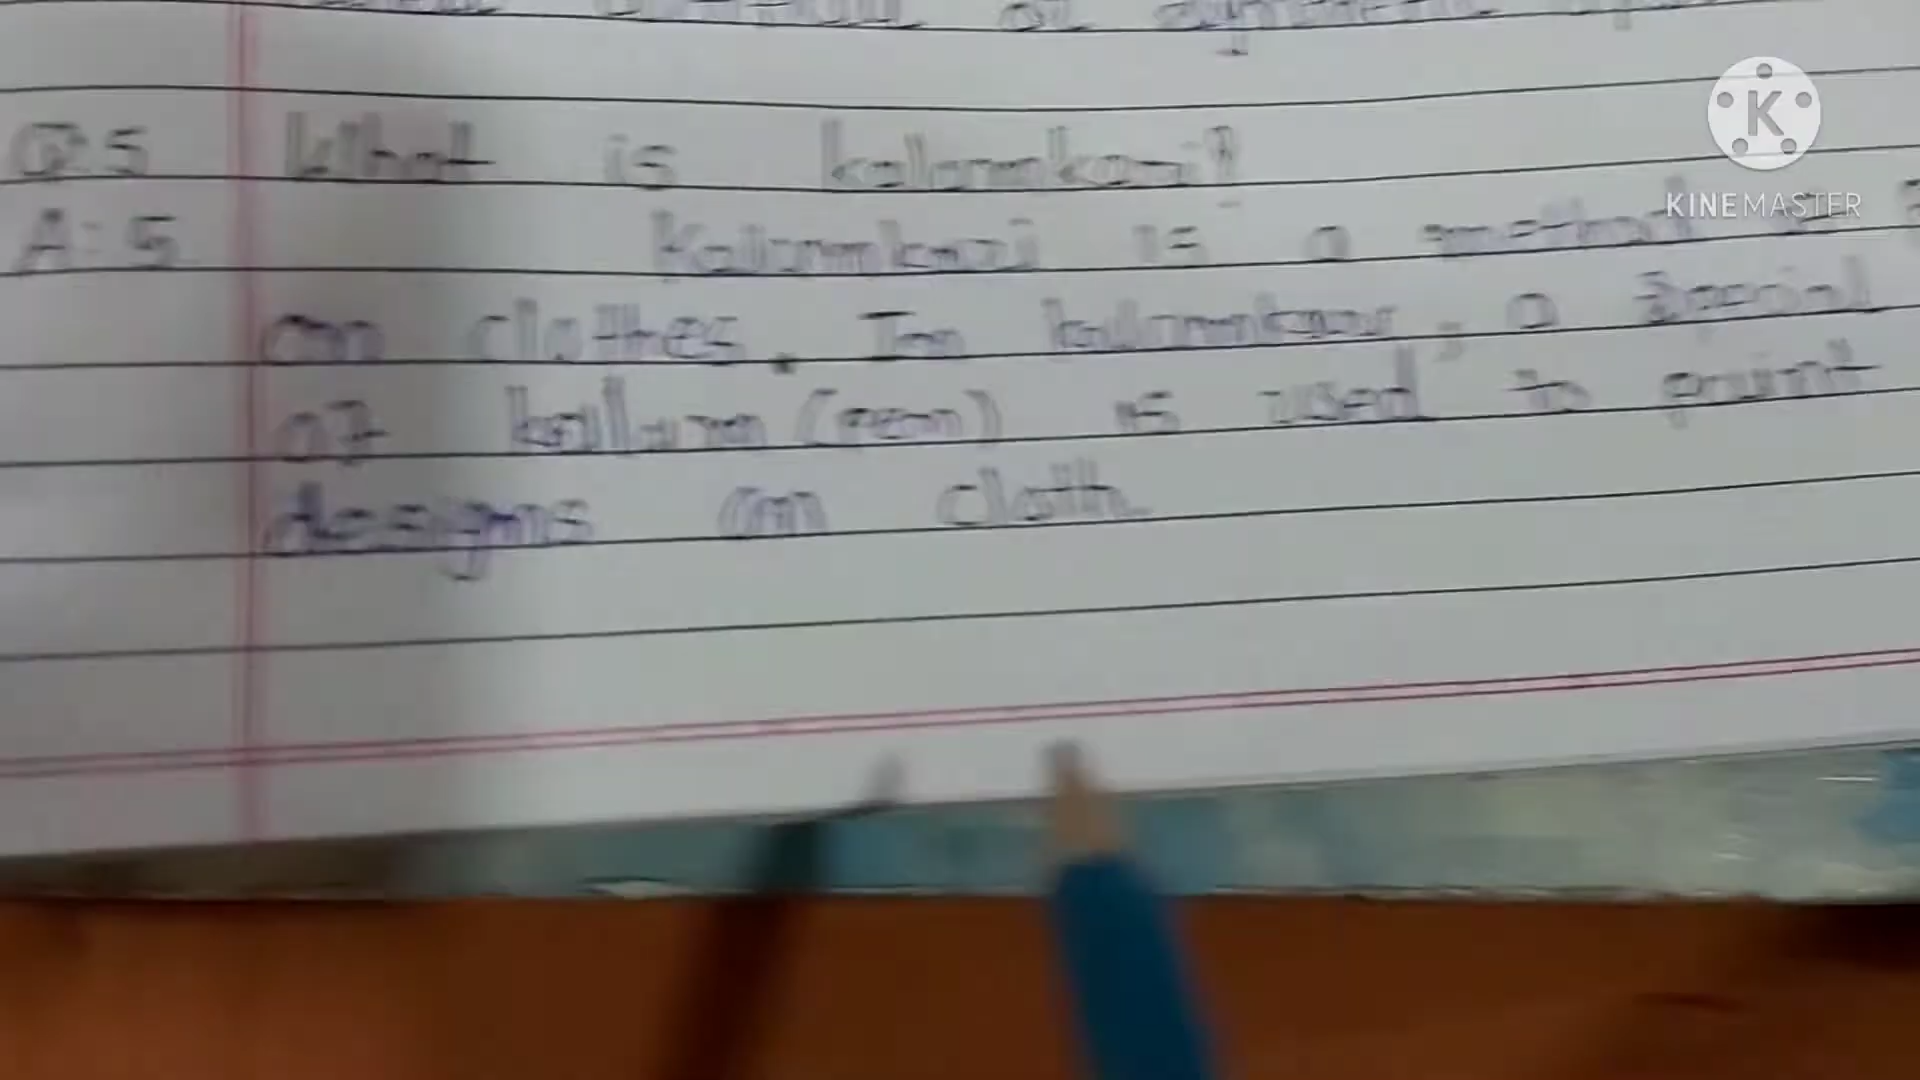 Q:5 What is kalamkari?
A:5 Kalamkari is a method of
on clothes. In kalamkari, a special
of kalam (pen) is used to paint
designs on cloth.
K
KINEMASTER